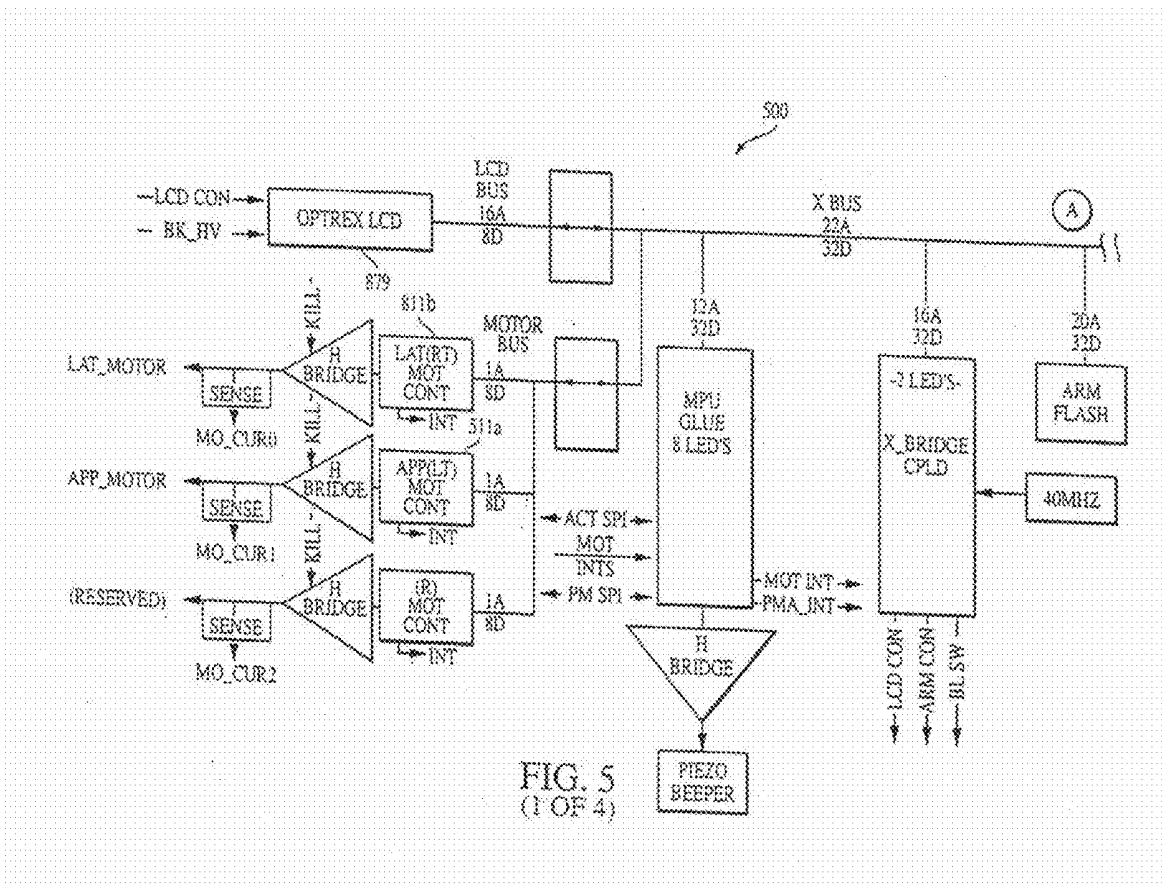 500
LCD CON
BK_HV
OPTREX LCD
879
LCD
BUS
16A
8D
X BUS
22A
32D
A
KILL-
H
BRIDGE
811b
LAT(RT)
MOT
CONT
INT
LAT_MOTOR
SENSE
MO_CUR0
MOTOR
BUS
1A
8D
12A
32D
MPU
GLUE
8 LED'S
16A
32D
-2 LED'S-
X_BRIDGE
CPLD
20A
32D
ARM
FLASH
40MHZ
KILL-
H
BRIDGE
511a
APP(LT)
MOT
CONT
INT
APP_MOTOR
SENSE
MO_CUR1
1A
8D
ACT SPI
MOT
INTS
PM SPI
MOT INT
PMA_INT
KILL-
H
BRIDGE
(R)
MOT
CONT
INT
(RESERVED)
SENSE
MO_CUR2
1A
8D
H
BRIDGE
LCD CON
ARM CON
BL SW
PIEZO
BEEPER
FIG. 5
(1 OF 4)